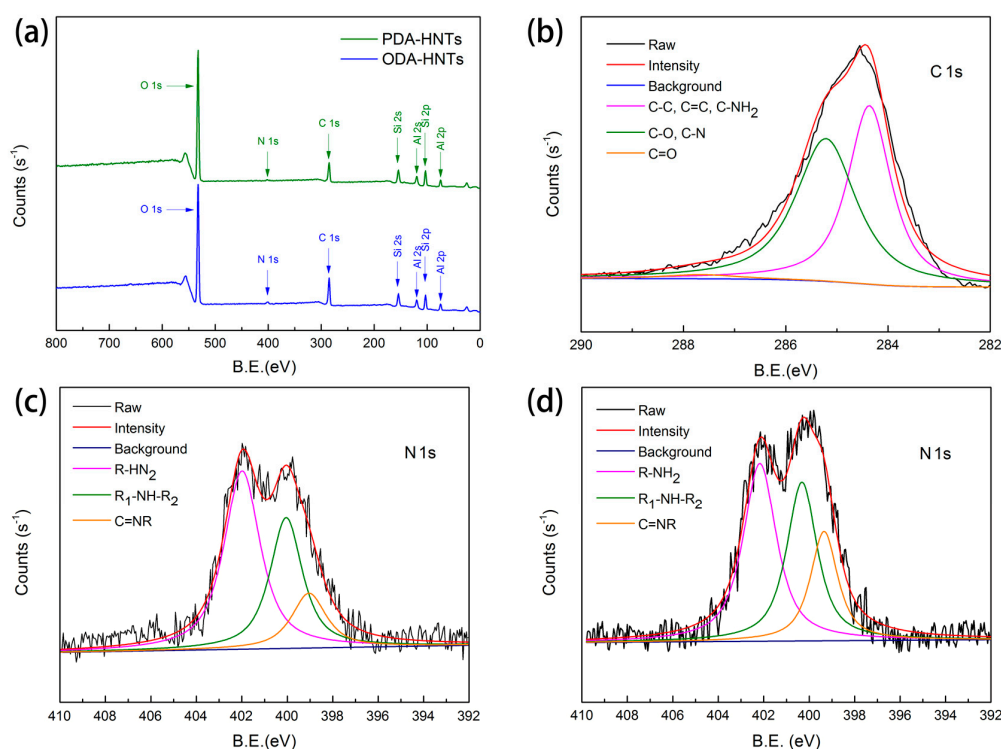 (a)
PDA-HNTs
ODA-HNTs
O 1s
N 1s
C 1s
Si 2s
Al 2s
Si 2p
Al 2p
O 1s
N 1s
C 1s
Si 2s
Al 2s
Si 2p
Al 2p
Counts (s⁻¹)
800 700 600 500 400 300 200 100 0
B.E.(eV)
(b)
Raw
Intensity
Background
C-C, C=C, C-NH₂
C-O, C-N
C=O
C 1s
Counts (s⁻¹)
290 288 286 284 282
B.E.(eV)
(c)
Raw
Intensity
Background
R-HN₂
R₁-NH-R₂
C=NR
N 1s
Counts (s⁻¹)
410 408 406 404 402 400 398 396 394 392
B.E.(eV)
(d)
Raw
Intensity
Background
R-NH₂
R₁-NH-R₂
C=NR
N 1s
Counts (s⁻¹)
410 408 406 404 402 400 398 396 394 392
B.E. (eV)